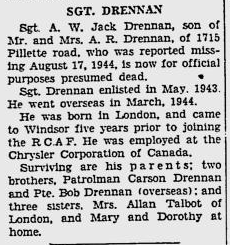 SGT. DRENNAN
Sgt. A. W. Jack Drennan, son of
Mr. and Mrs. A. R. Drennan, of 1715
Pillette road, who was reported miss-
ing August 17, 1944, is now for official
purposes presumed dead.
Sgt. Drennan enlisted in May. 1943.
He went overseas in March, 1944.
He was born in London, and came
to Windsor five years prior to joining
the RCAF. He was employed at the
Chrysler Corporation of Canada.
Surviving are his parents; two
brothers, Patrolman Carson Drennan
and Pte. Bob Drennan (overseas); and
three sisters, Mrs. Allan Talbot of
London, and Mary and Dorothy at
home.